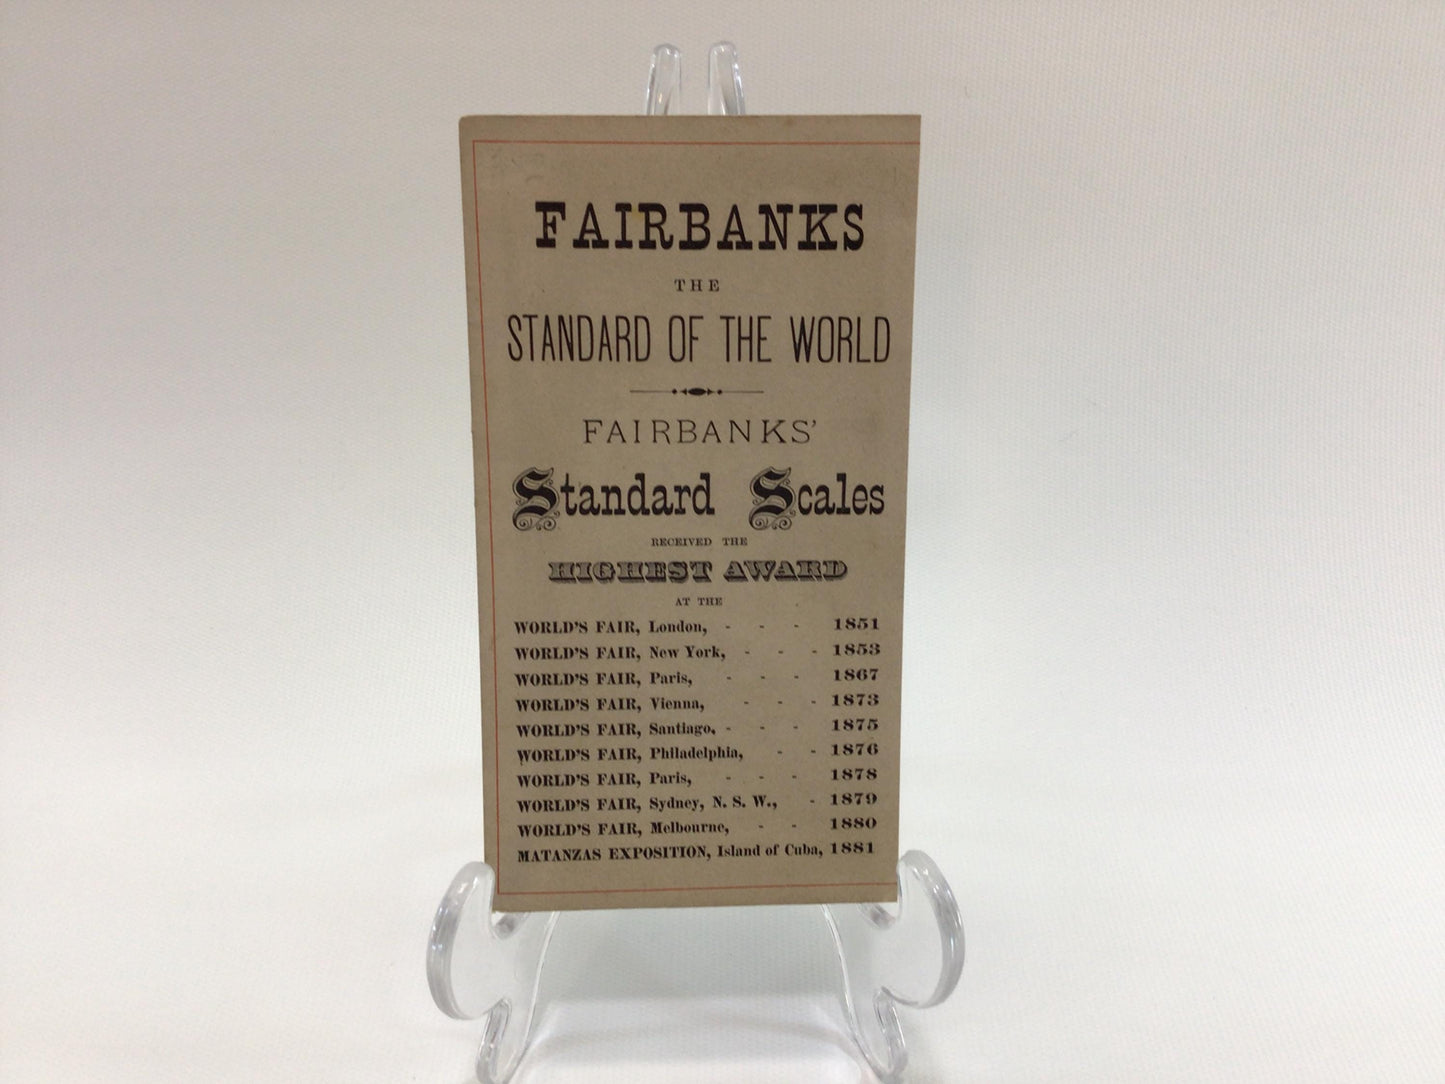 FAIRBANKS
THE
STANDARD OF THE WORLD
FAIRBANKS'
Standard Scales
RECEIVED THE
HIGHEST AWARD
AT THE
WORLD'S FAIR, London, - - - 1851
WORLD'S FAIR, New York, - - - 1853
WORLD'S FAIR, Paris, - - - 1867
WORLD'S FAIR, Vienna, - - - 1873
WORLD'S FAIR, Santiago, - - - 1875
WORLD'S FAIR, Philadelphia, - - 1876
WORLD'S FAIR, Paris, - - - 1878
WORLD'S FAIR, Sydney, N. S. W., - 1879
WORLD'S FAIR, Melbourne, - - 1880
MATANZAS EXPOSITION, Island of Cuba, 1881